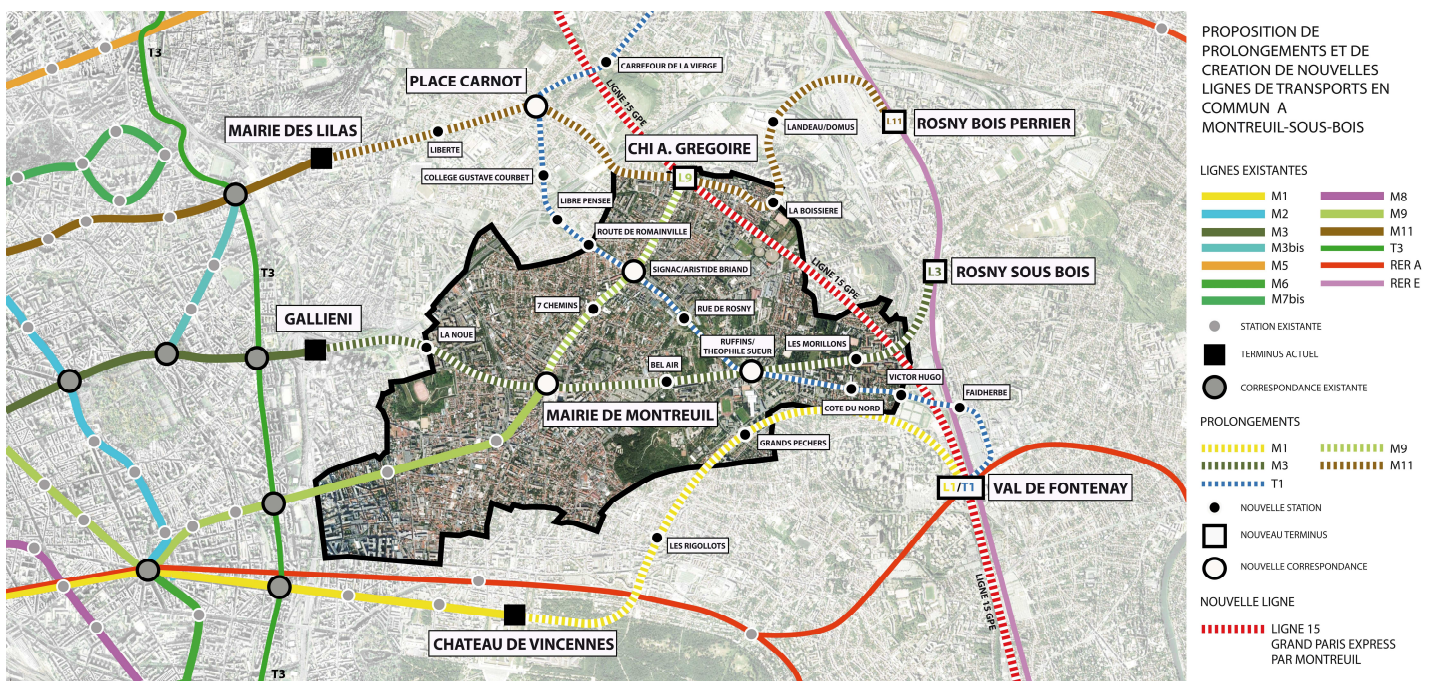 T3
PLACE CARNOT
CARREFOUR DE LA VIERGE
LIGNE 15 GPE
MAIRIE DES LILAS
LIBERTE
LANDEAU/DOMUS
L11
ROSNY BOIS PERRIER
CHI A. GREGOIRE
COLLEGE GUSTAVE COURBET
L9
LIBRE PENSEE
LA BOISSIERE
ROUTE DE ROMAINVILLE
T3
SIGNAC/ARISTIDE BRIAND
LIGNE 15 GPE
L3
ROSNY SOUS BOIS
7 CHEMINS
RUE DE ROSNY
GALLIENI
LA NOUE
RUFFINS/
THEOPHILE SUEUR
LES MORILLONS
BEL AIR
VICTOR HUGO
FAIDHERBE
MAIRIE DE MONTREUIL
COTE DU NORD
GRANDS PECHERS
L1/T1
VAL DE FONTENAY
LES RIGOLLOTS
LIGNE 15 GPE
CHATEAU DE VINCENNES
T3
PROPOSITION DE
PROLONGEMENTS ET DE
CREATION DE NOUVELLES
LIGNES DE TRANSPORTS EN
COMMUN A
MONTREUIL-SOUS-BOIS
LIGNES EXISTANTES
M1
M2
M3
M3bis
M5
M6
M7bis
M8
M9
M11
T3
RER A
RER E
STATION EXISTANTE
TERMINUS ACTUEL
CORRESPONDANCE EXISTANTE
PROLONGEMENTS
M1
M3
T1
M9
M11
NOUVELLE STATION
NOUVEAU TERMINUS
NOUVELLE CORRESPONDANCE
NOUVELLE LIGNE
LIGNE 15
GRAND PARIS EXPRESS
PAR MONTREUIL